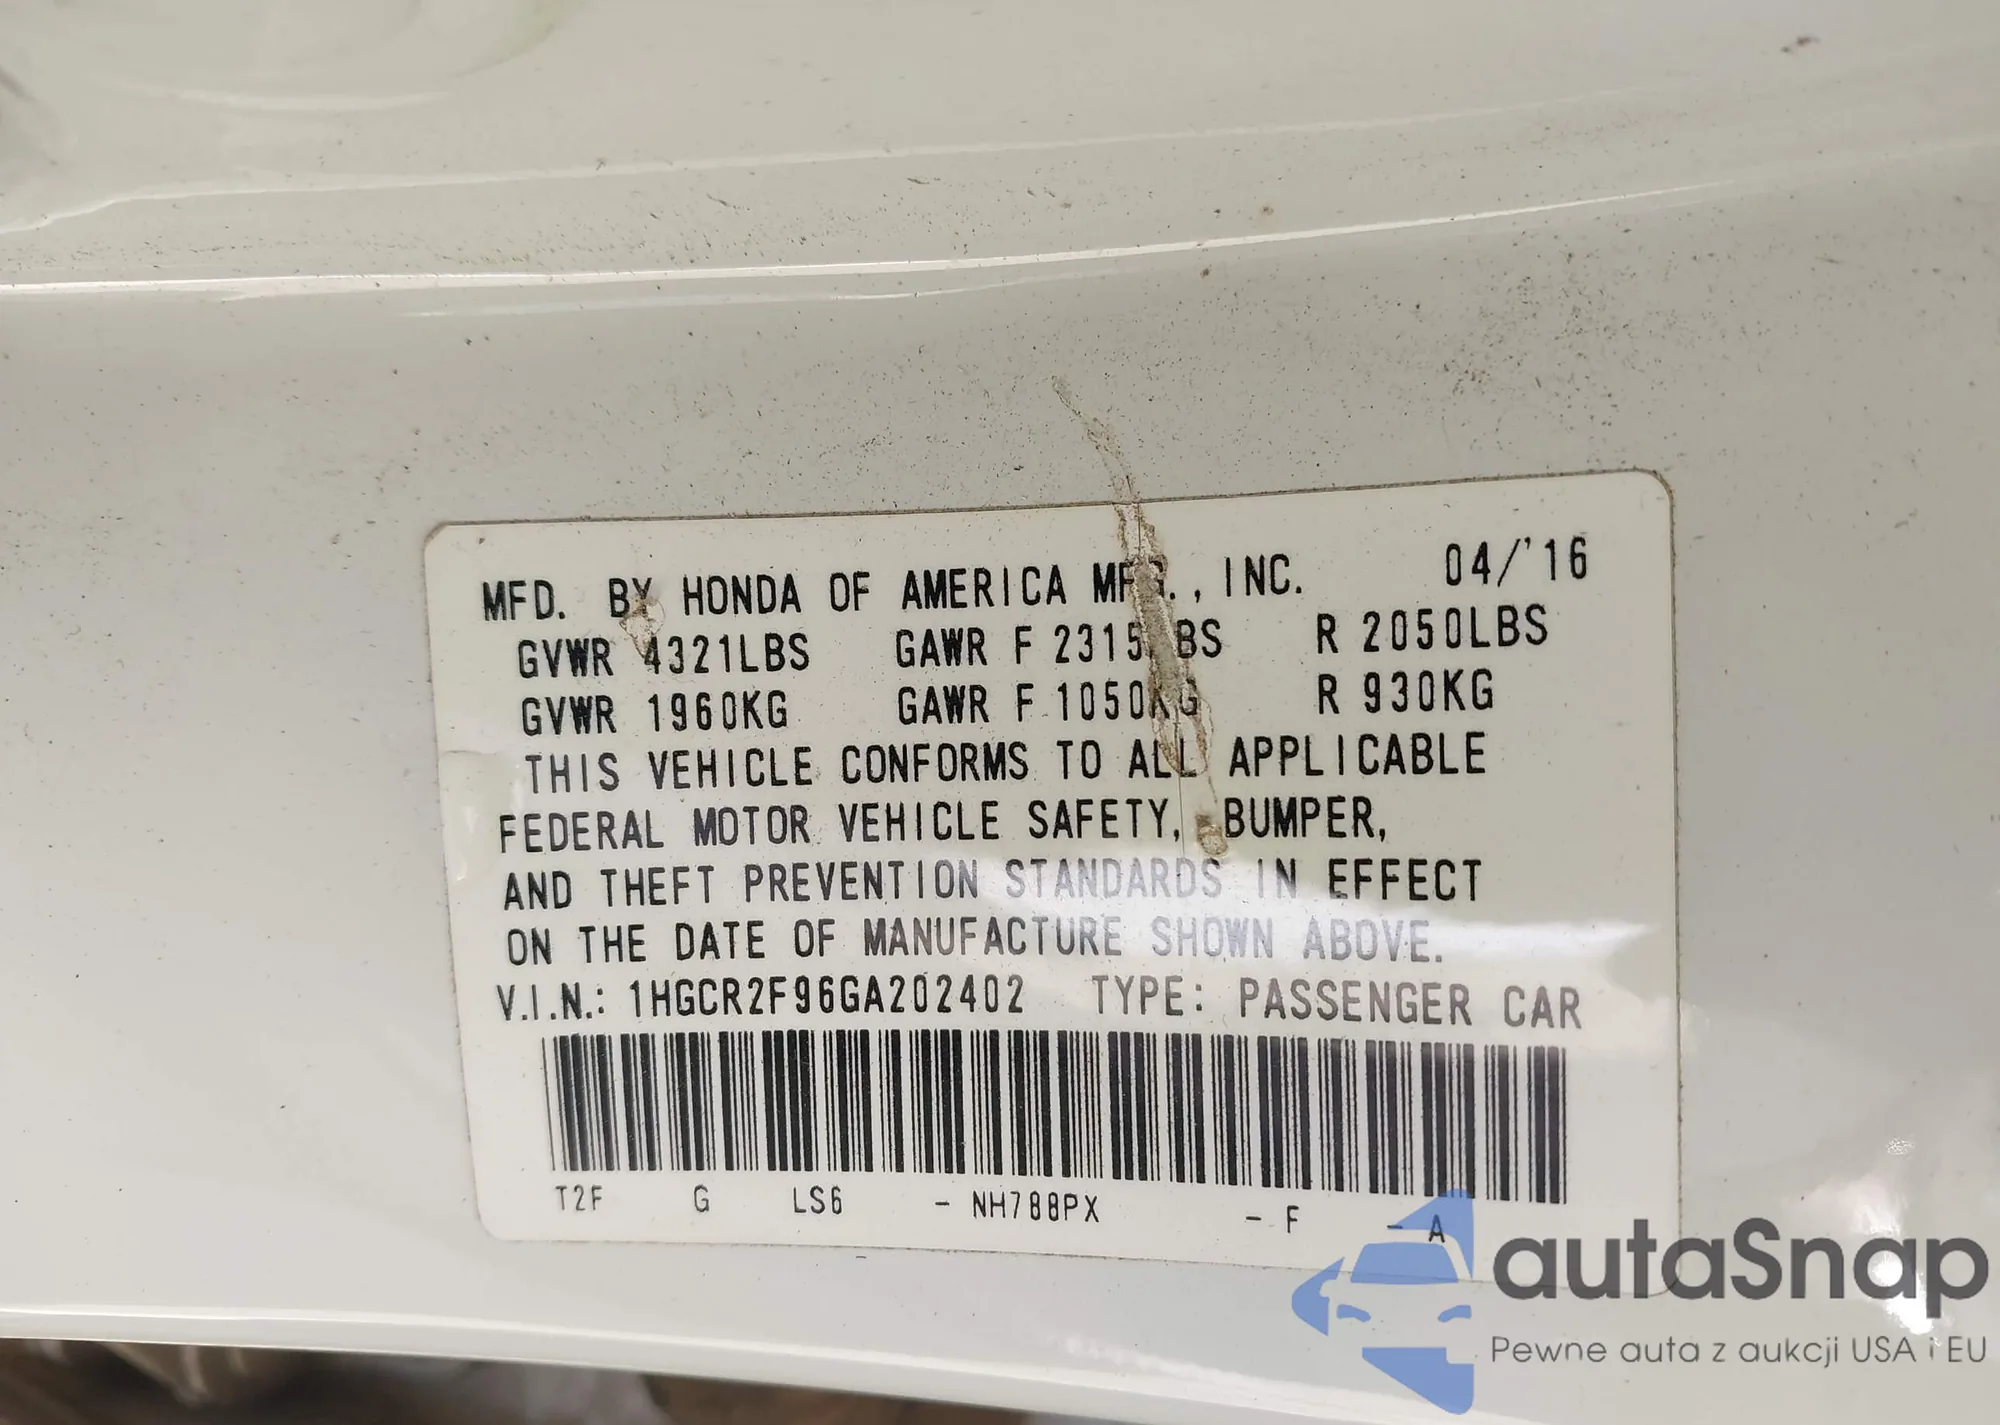 MFD. BY HONDA OF AMERICA MFG., INC. 04/'16
GVWR 4321LBS GAWR F 2315LBS R 2050LBS
GVWR 1960KG GAWR F 1050KG R 930KG
THIS VEHICLE CONFORMS TO ALL APPLICABLE
FEDERAL MOTOR VEHICLE SAFETY, BUMPER,
AND THEFT PREVENTION STANDARDS IN EFFECT
ON THE DATE OF MANUFACTURE SHOWN ABOVE.
V.I.N.: 1HGCR2F96GA202402 TYPE: PASSENGER CAR
T2F G LS6 - NH788PX - F - A
autaSnap
Pewne auta z aukcji USA i EU